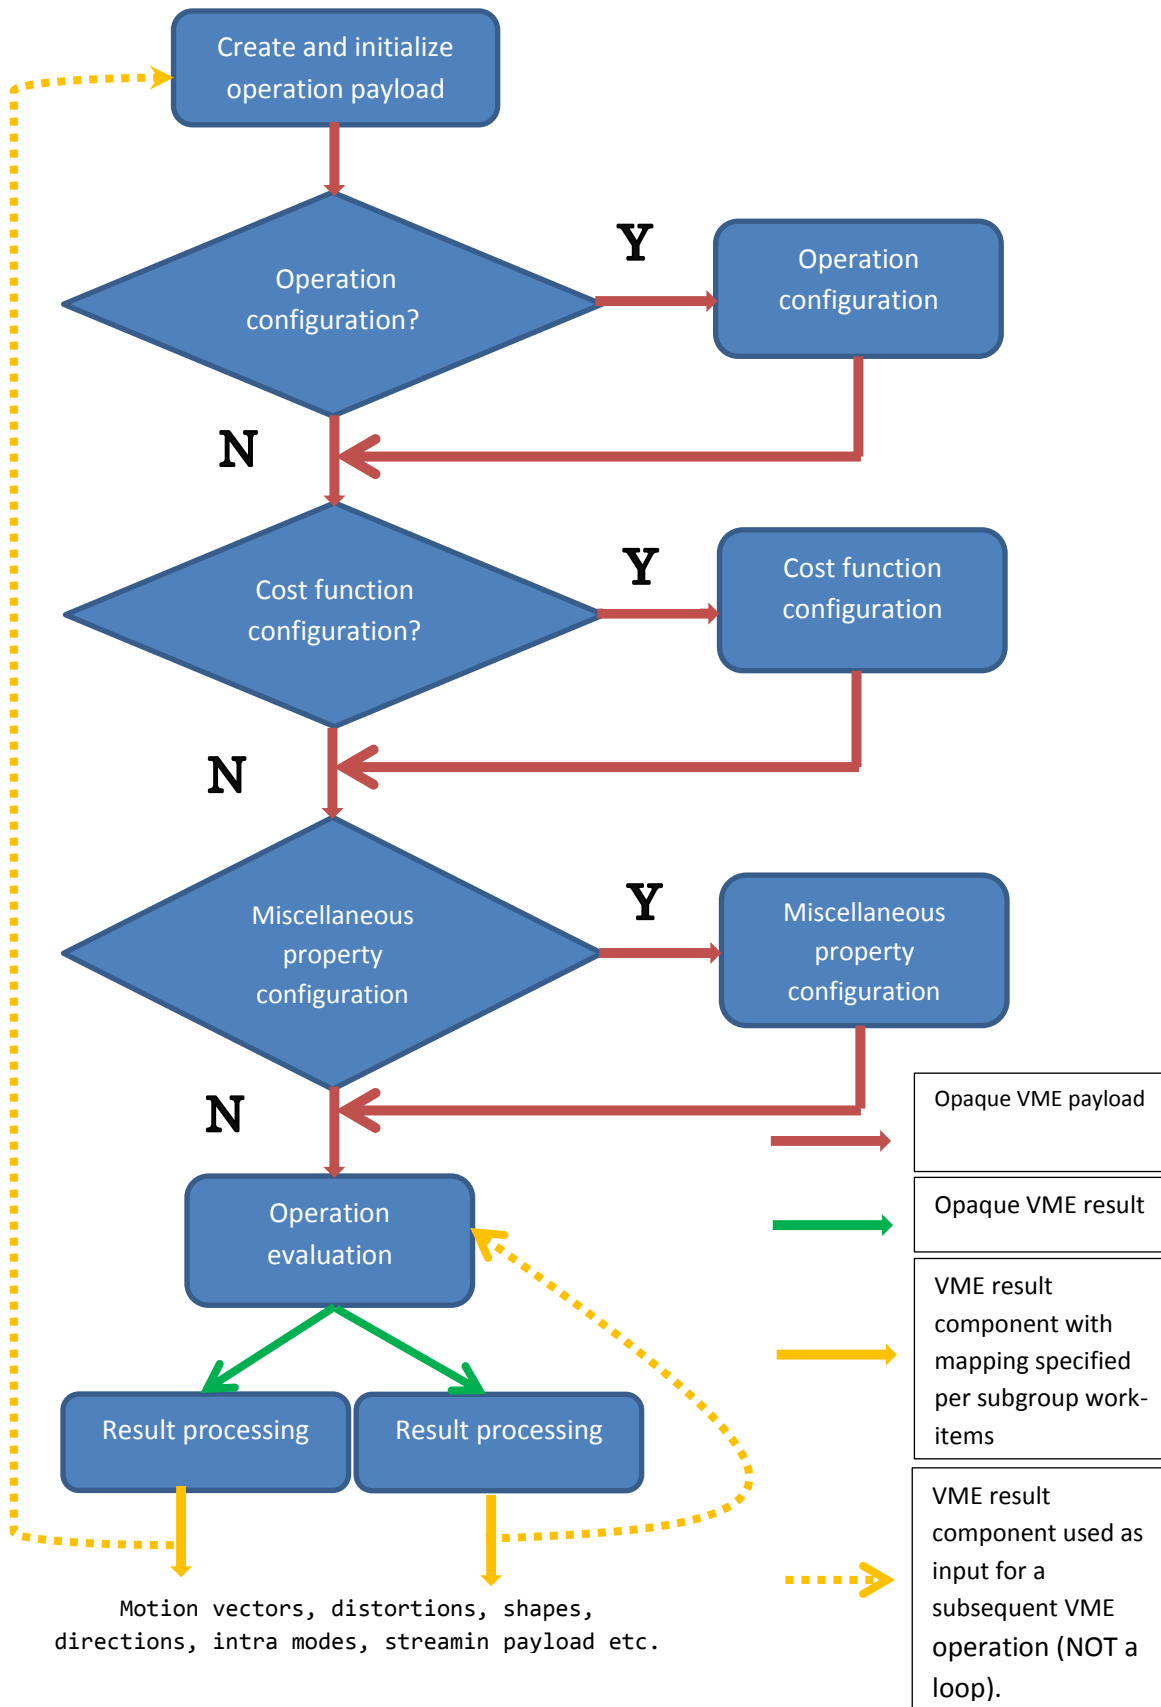 Create and initialize
operation payload
Operation
configuration?
Y
Operation
configuration
N
Cost function
configuration?
Y
Cost function
configuration
N
Miscellaneous
property
configuration
Y
Miscellaneous
property
configuration
N
Operation
evaluation
Result processing
Result processing
Motion vectors, distortions, shapes,
directions, intra modes, streamin payload etc.
Opaque VME payload
Opaque VME result
VME result
component with
mapping specified
per subgroup work-
items
VME result
component used as
input for a
subsequent VME
operation (NOT a
loop).